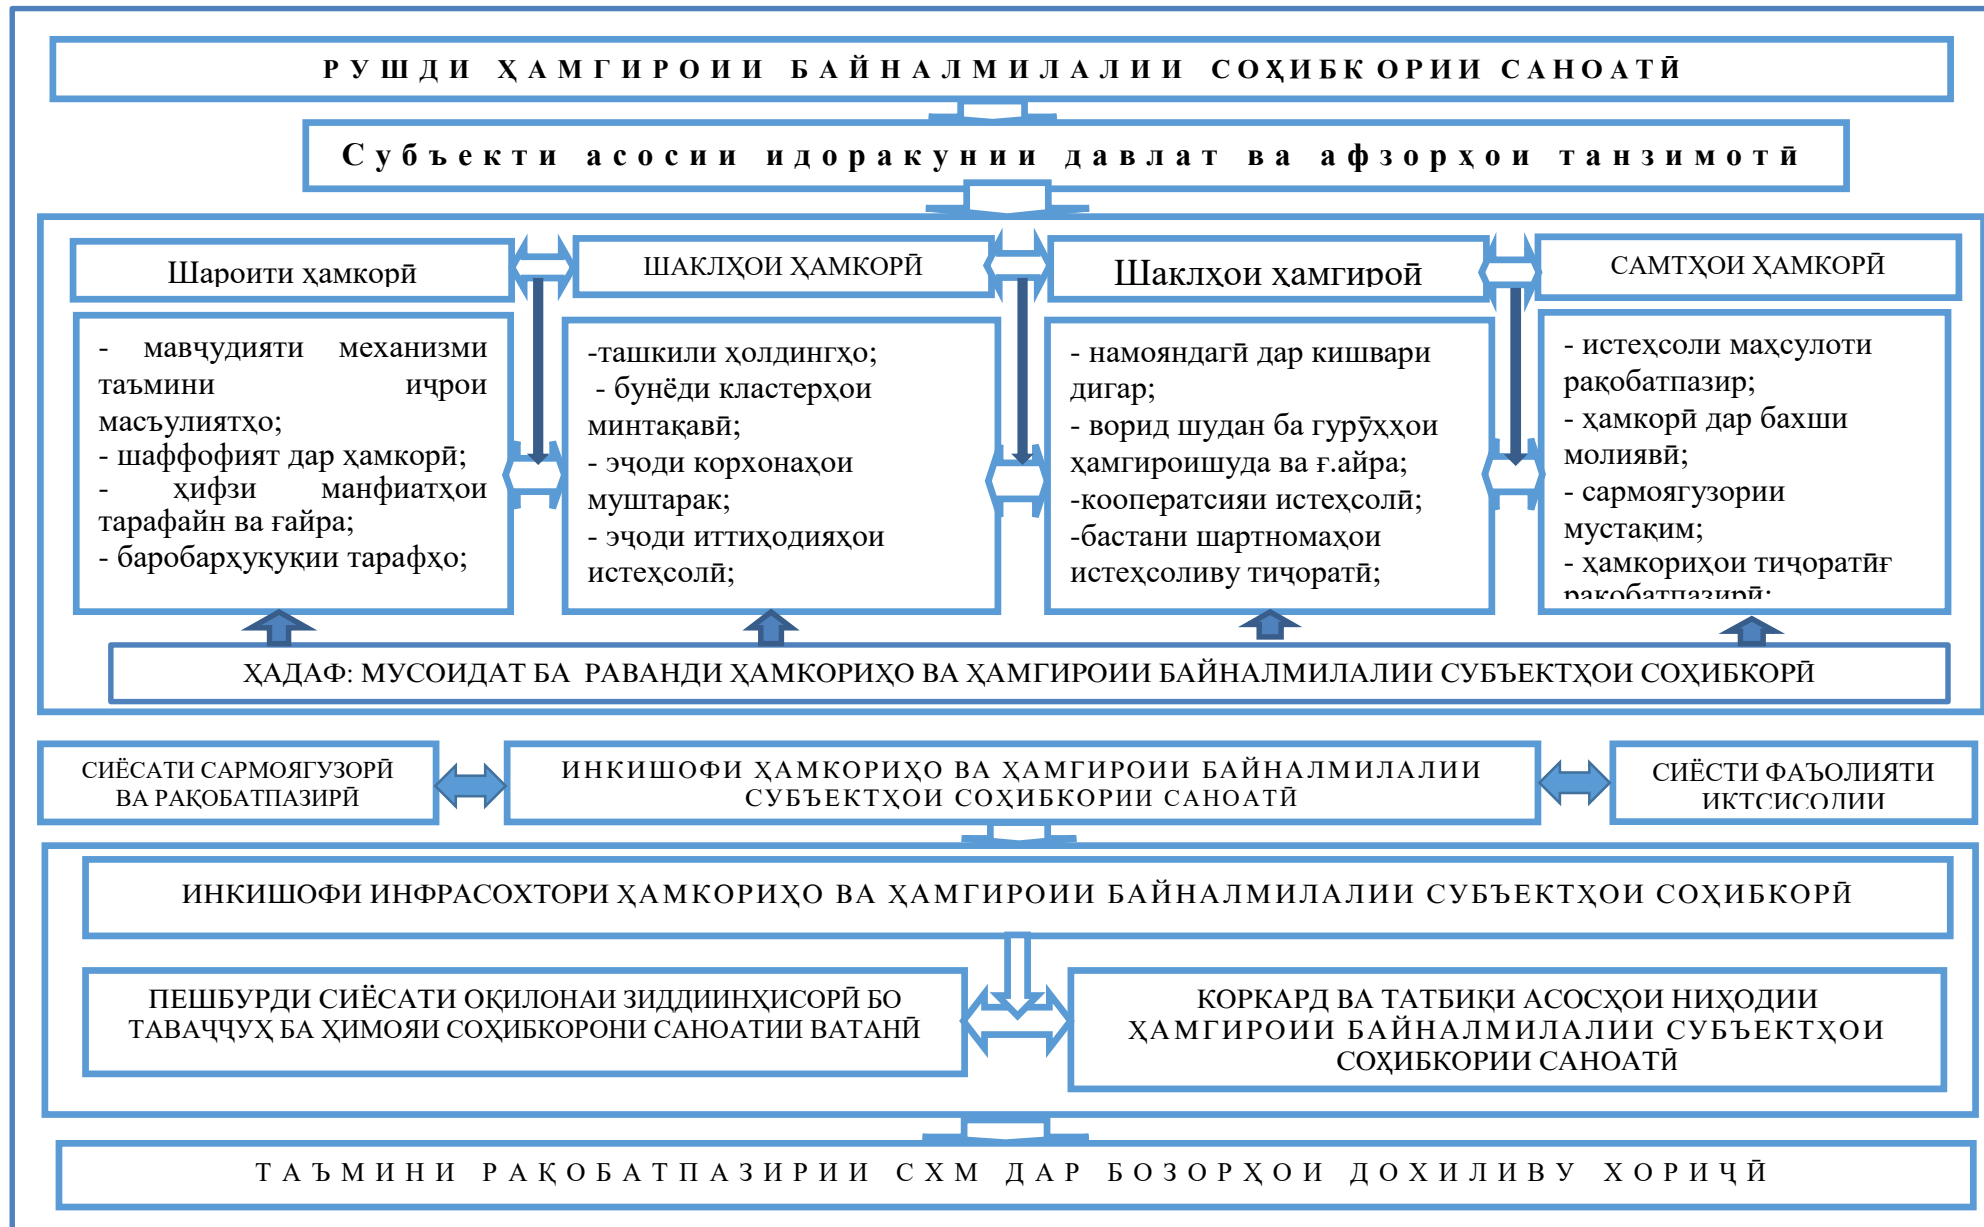 РУШДИ ҲАМГИРОИИ БАЙНАЛМИЛАЛИИ СОҲИБКОРИИ САНОАТӢ
Субъекти асосии идоракунии давлат ва афзорҳои танзимотӣ
Шароити ҳамкорӣ
ШАКЛҲОИ ҲАМКОРӢ
Шаклҳои ҳамгироӣ
САМТҲОИ ҲАМКОРӢ
- мавҷудияти механизми
таъмини иҷрои
масъулиятҳо;
- шаффофият дар ҳамкорӣ;
- ҳифзи манфиатҳои
тарафайн ва ғайра;
- баробарҳуқуқии тарафҳо;
-ташкили ҳолдингҳо;
- бунёди кластерҳои
минтақавӣ;
- эҷоди корхонаҳои
муштарак;
- эҷоди иттиҳодияҳои
истеҳсолӣ;
- намояндагӣ дар кишвари
дигар;
- ворид шудан ба гурӯҳҳои
ҳамгироишуда ва ғ.айра;
-кооператсияи истеҳсолӣ;
-бастани шартномаҳои
истеҳсоливу тиҷоратӣ;
- истеҳсоли маҳсулоти
рақобатпазир;
- ҳамкорӣ дар бахши
молиявӣ;
- сармоягузории
мустақим;
- ҳамкориҳои тиҷоратӣғ
рақобатпазирӣ;
ҲАДАФ: МУСОИДАТ БА РАВАНДИ ҲАМКОРИҲО ВА ҲАМГИРОИИ БАЙНАЛМИЛАЛИИ СУБЪЕКТҲОИ СОҲИБКОРӢ
СИЁСАТИ САРМОЯГУЗОРӢ
ВА РАҚОБАТПАЗИРӢ
ИНКИШОФИ ҲАМКОРИҲО ВА ҲАМГИРОИИ БАЙНАЛМИЛАЛИИ
СУБЪЕКТҲОИ СОҲИБКОРИИ САНОАТӢ
СИЁСТИ ФАЪОЛИЯТИ
ИКТСИСОДИИ
ИНКИШОФИ ИНФРАСОХТОРИ ҲАМКОРИҲО ВА ҲАМГИРОИИ БАЙНАЛМИЛАЛИИ СУБЪЕКТҲОИ СОҲИБКОРӢ
ПЕШБУРДИ СИЁСАТИ ОҚИЛОНАИ ЗИДДИИНҲИСОРӢ БО
ТАВАҶҶУҲ БА ҲИМОЯИ СОҲИБКОРОНИ САНОАТИИ ВАТАНӢ
КОРКАРД ВА ТАТБИҚИ АСОСҲОИ НИҲОДИИ
ҲАМГИРОИИ БАЙНАЛМИЛАЛИИ СУБЪЕКТҲОИ
СОҲИБКОРИИ САНОАТӢ
ТАЪМИНИ РАҚОБАТПАЗИРИИ СХМ ДАР БОЗОРҲОИ ДОХИЛИВУ ХОРИҶӢ